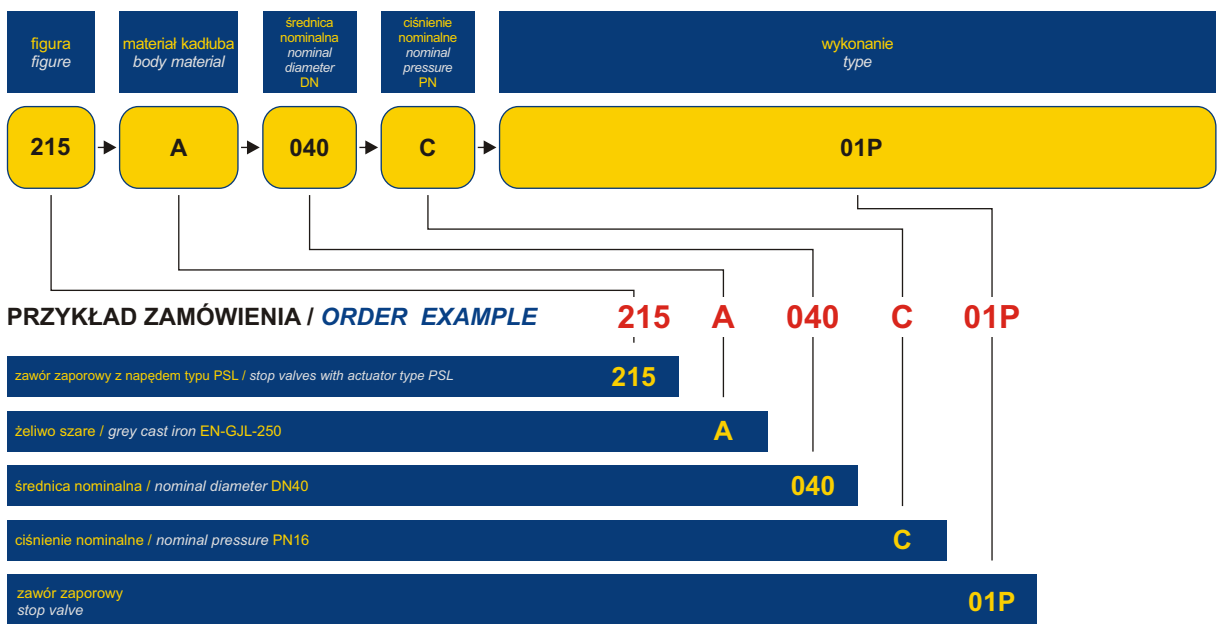 figura
figure
materiał kadłuba
body material
średnica
nominalna
nominal
diameter
DN
ciśnienie
nominalne
nominal
pressure
PN
wykonanie
type
215
A
040
C
01P
PRZYKŁAD ZAMÓWIENIA / ORDER EXAMPLE
215 A 040 C 01P
zawór zaporowy z napędem typu PSL / stop valves with actuator type PSL 215
żeliwo szare / grey cast iron EN-GJL-250 A
średnica nominalna / nominal diameter DN40 040
ciśnienie nominalne / nominal pressure PN16 C
zawór zaporowy
stop valve
01P